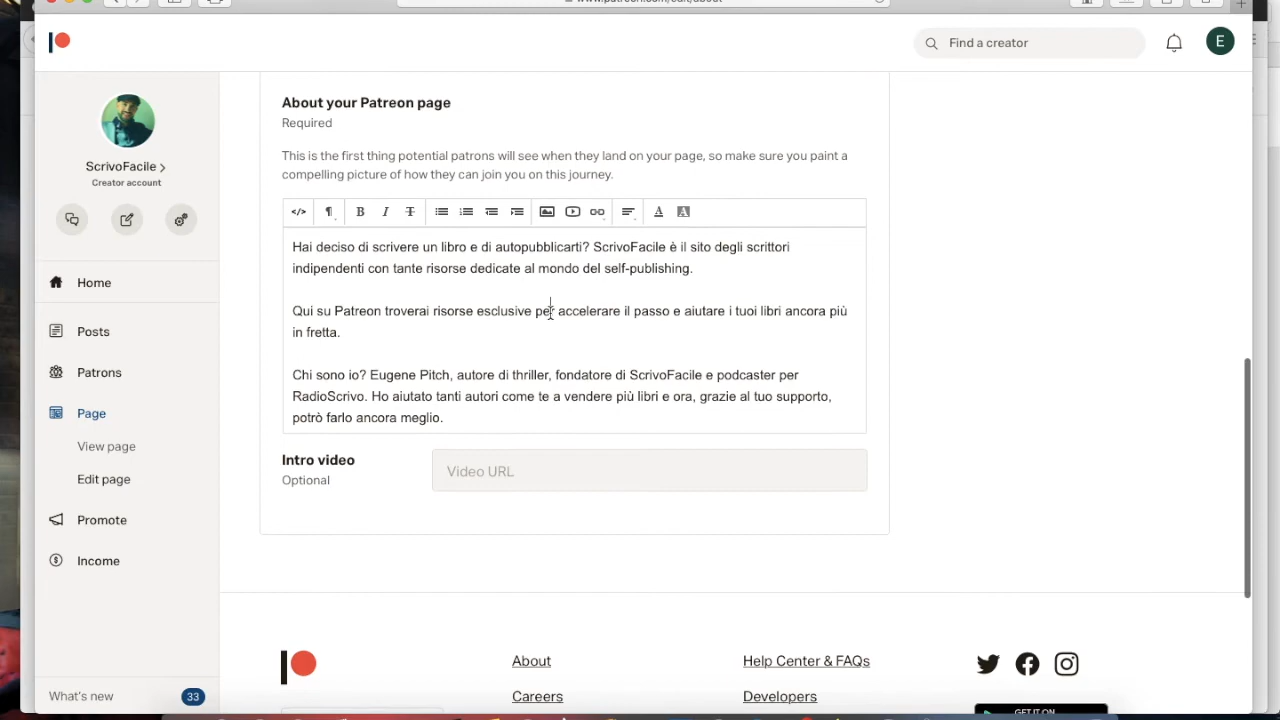 Find a creator
E
ScrivoFacile
Creator account
Home
Posts
Patrons
Page
View page
Edit page
Promote
Income
What's new
33
About your Patreon page
Required
This is the first thing potential patrons will see when they land on your page, so make sure you paint a
compelling picture of how they can join you on this journey.
Hai deciso di scrivere un libro e di autopubblicarti? ScrivoFacile è il sito degli scrittori
indipendenti con tante risorse dedicate al mondo del self-publishing.
Qui su Patreon troverai risorse esclusive per accelerare il passo e aiutare i tuoi libri ancora più
in fretta.
Chi sono io? Eugene Pitch, autore di thriller, fondatore di ScrivoFacile e podcaster per
RadioScrivo. Ho aiutato tanti autori come te a vendere più libri e ora, grazie al tuo supporto,
potrò farlo ancora meglio.
Intro video
Optional
Video URL
About
Help Center & FAQs
Careers
Developers
GET IT ON